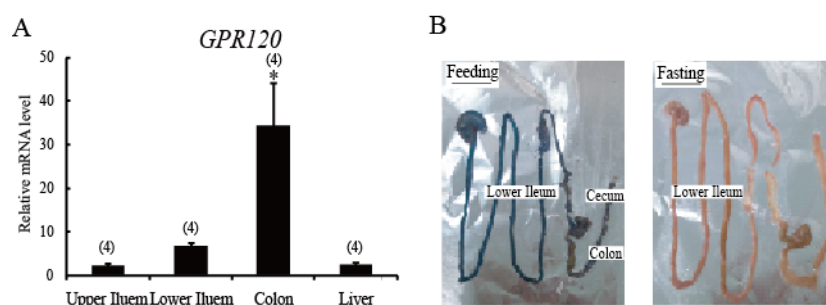 A
GPR120
Relative mRNA level
50
40
30
20
10
0
(4)
(4)
(4)
*
(4)
Upper Iluem
Lower Iluem
Colon
Liver
B
Feeding
Lower Ileum
Cecum
Colon
Fasting
Lower Ileum